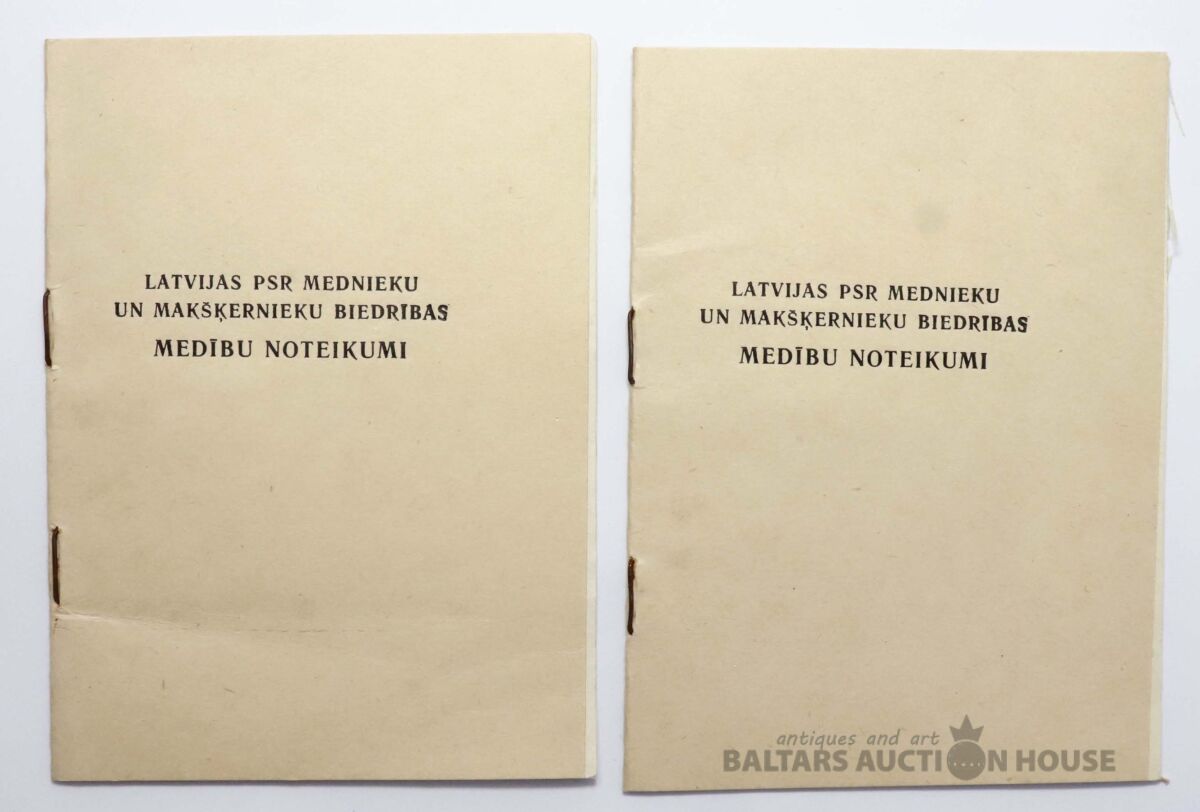 LATVIJAS PSR MEDNIEKU
UN MAKŠĶERNIEKU BIEDRĪBAS
MEDĪBU NOTEIKUMI
LATVIJAS PSR MEDNIEKU
UN MAKŠĶERNIEKU BIEDRĪBAS
MEDĪBU NOTEIKUMI
antiques and art
BALTARS AUCTION HOUSE